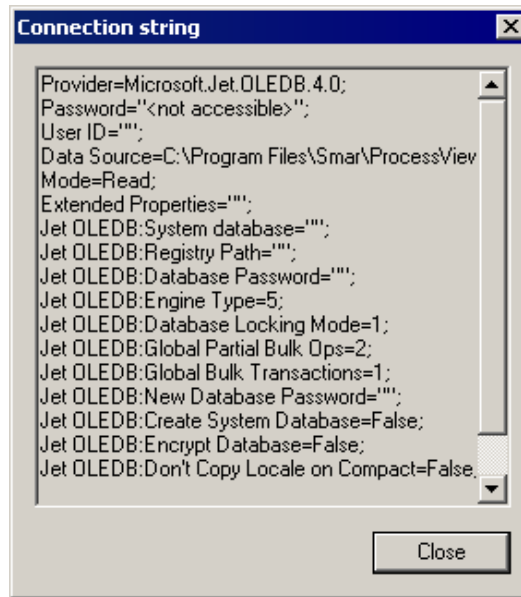 Connection string
Provider=Microsoft.Jet.OLEDB.4.0;
Password="<not accessible>";
User ID="";
Data Source=C:\Program Files\Smar\ProcessView
Mode=Read;
Extended Properties="";
Jet OLEDB:System database="";
Jet OLEDB:Registry Path="";
Jet OLEDB:Database Password="";
Jet OLEDB:Engine Type=5;
Jet OLEDB:Database Locking Mode=1;
Jet OLEDB:Global Partial Bulk Ops=2;
Jet OLEDB:Global Bulk Transactions=1;
Jet OLEDB:New Database Password="";
Jet OLEDB:Create System Database=False;
Jet OLEDB:Encrypt Database=False;
Jet OLEDB:Don't Copy Locale on Compact=False;
Close